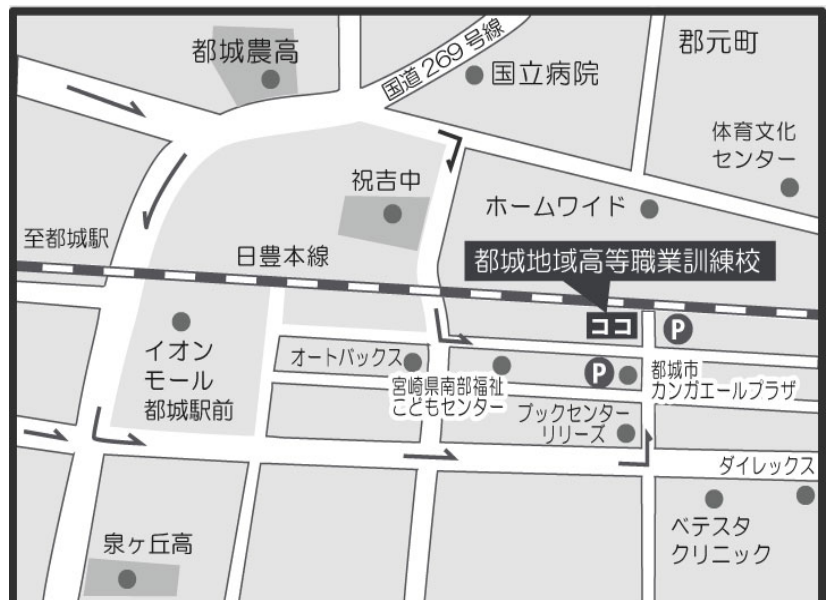 都城農高
国道269号線
国立病院
郡元町
体育文化
センター
祝吉中
ホームワイド
至都城駅
日豊本線
都城地域高等職業訓練校
ココ
P
イオン
モール
都城駅前
オートバックス
宮崎県南部福祉
こどもセンター
P
都城市
カンガエールプラザ
ブックセンター
リリーズ
ダイレックス
ベテスタ
クリニック
泉ヶ丘高